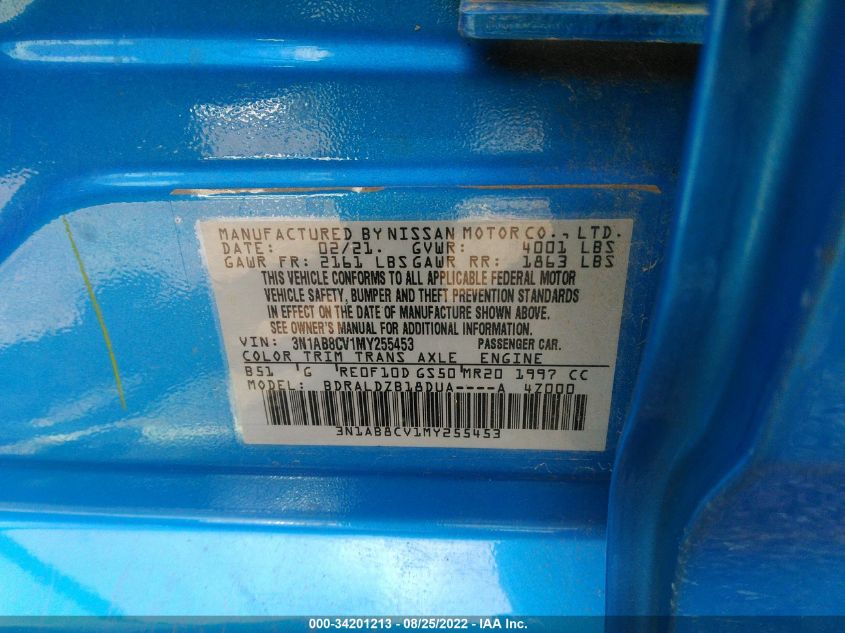 MANUFACTURED BY NISSAN MOTOR CO., LTD.
DATE: 02/21. GVWR: 4001 LBS
GAWR FR: 2161 LBS GAWR RR: 1863 LBS
THIS VEHICLE CONFORMS TO ALL APPLICABLE FEDERAL MOTOR
VEHICLE SAFETY, BUMPER AND THEFT PREVENTION STANDARDS
IN EFFECT ON THE DATE OF MANUFACTURE SHOWN ABOVE.
SEE OWNER'S MANUAL FOR ADDITIONAL INFORMATION.
VIN: 3N1AB8CV1MY255453 PASSENGER CAR.
COLOR TRIM TRANS AXLE ENGINE
B51 'G 'RE0F10D GS50'MR20 1997 CC
MODEL: BDRALDZB18DUA----A 4Z000
3N1AB8CV1MY255453
000-34201213 - 08/25/2022 - IAA Inc.